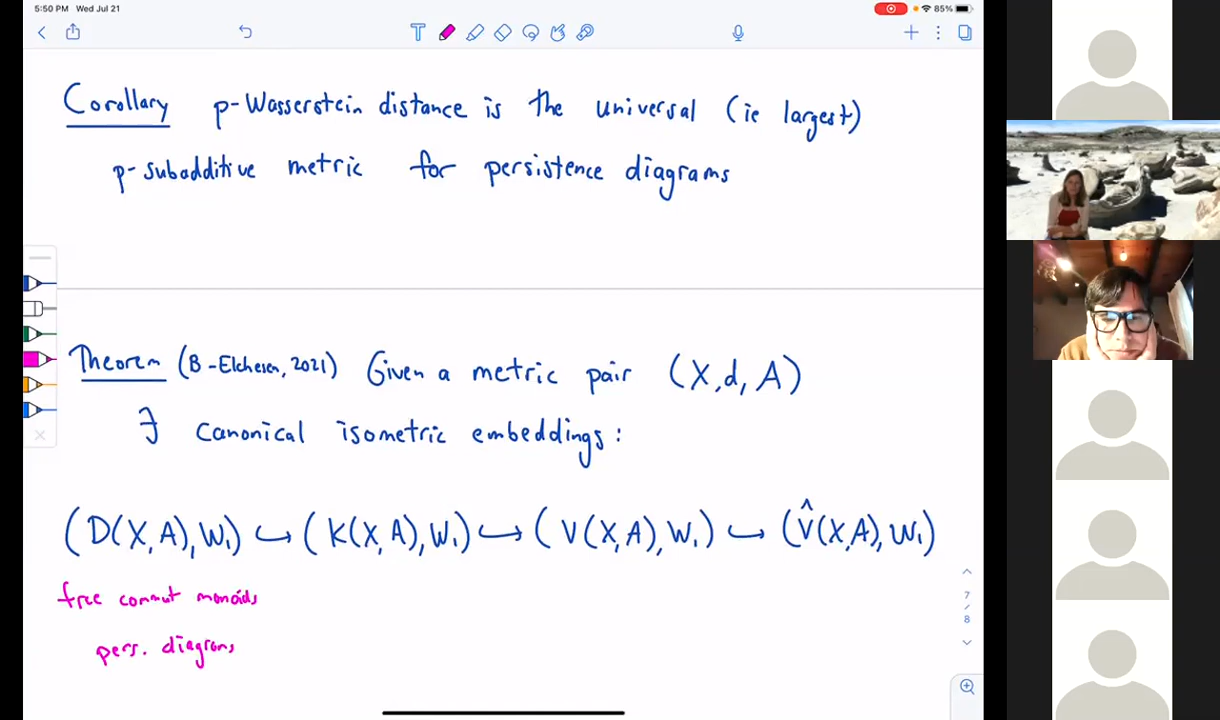 5:50 PM Wed Jul 21
85%
Corollary p-Wasserstein distance is the universal (ie largest)
p-subadditive metric for persistence diagrams
Theorem (B-Elchesen, 2021) Given a metric pair (X, d, A)
∃ canonical isometric embeddings:
(D(X,A), W₁) ↪ (K(X,A), W₁) ↪ (V(X,A), W₁) ↪ (V̂(X,A), W₁)
free commut monoids
pers. diagrams
7
/
8